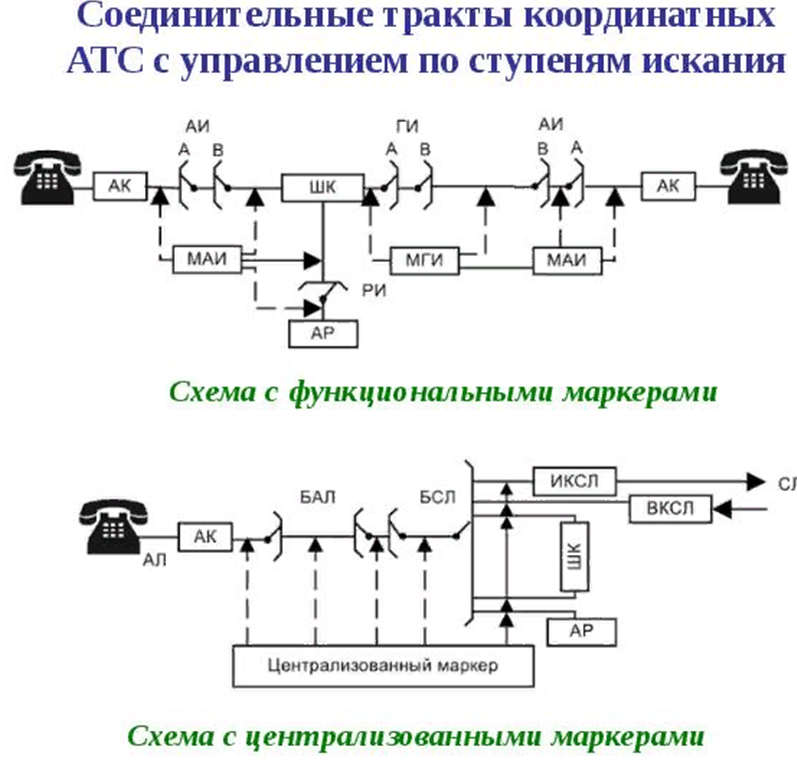 Соединительные тракты координатных
АТС с управлением по ступеням искания
АИ ГИ АИ
А В А В В А
АК ШК АК
МАИ МГИ МАИ
РИ
АР
Схема с функциональными маркерами
ИКСЛ СЛ
БАЛ БСЛ
ВКСЛ
АК
АЛ ШК
АР
Централизованный маркер
Схема с централизованными маркерами